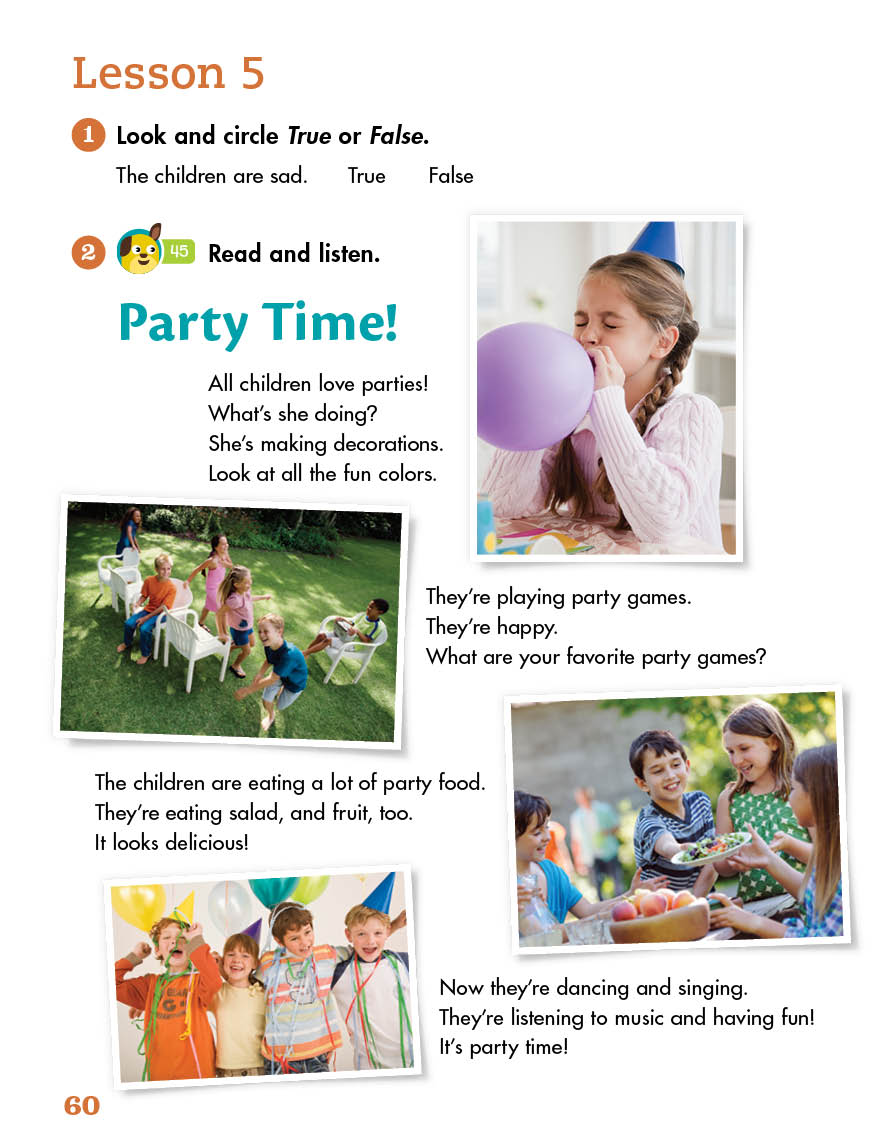 Lesson 5
1 Look and circle True or False.
The children are sad. True False
2 45 Read and listen.
Party Time!
All children love parties!
What's she doing?
She's making decorations.
Look at all the fun colors.
They're playing party games.
They're happy.
What are your favorite party games?
The children are eating a lot of party food.
They're eating salad, and fruit, too.
It looks delicious!
Now they're dancing and singing.
They're listening to music and having fun!
It's party time!
60